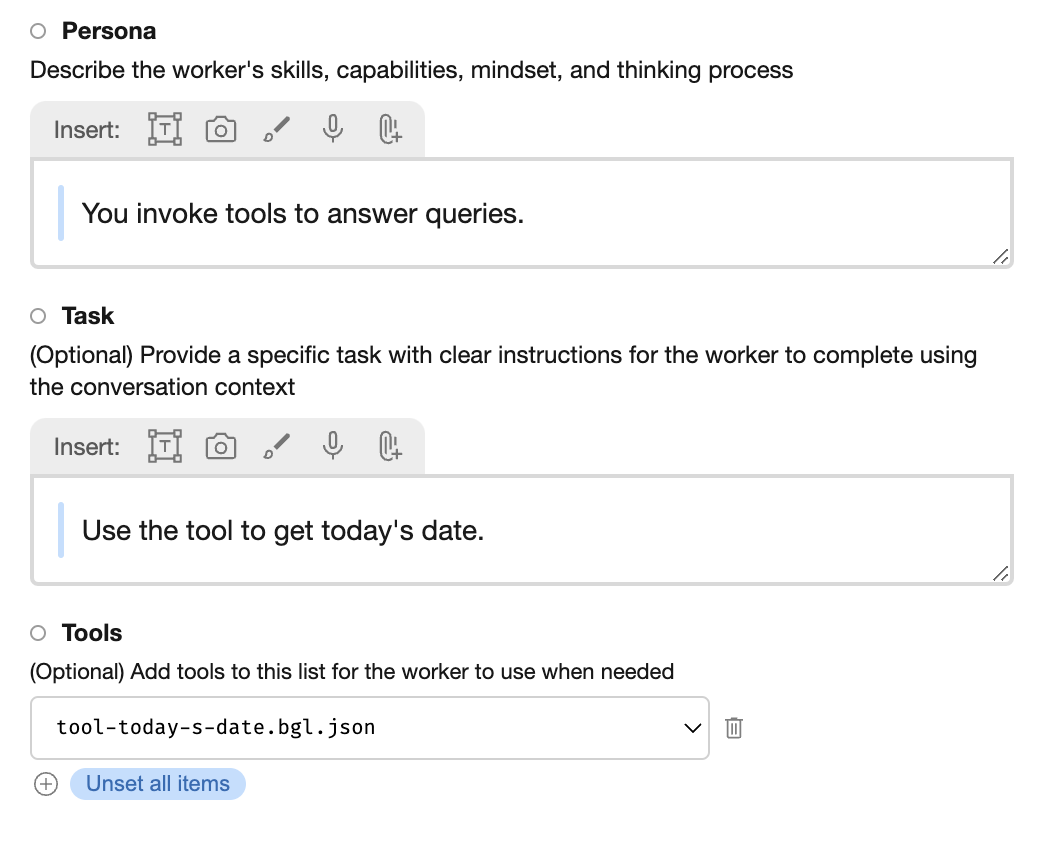 Persona
Describe the worker's skills, capabilities, mindset, and thinking process
Insert:
You invoke tools to answer queries.
Task
(Optional) Provide a specific task with clear instructions for the worker to complete using
the conversation context
Insert:
Use the tool to get today's date.
Tools
(Optional) Add tools to this list for the worker to use when needed
tool-today-s-date.bgl.json
Unset all items